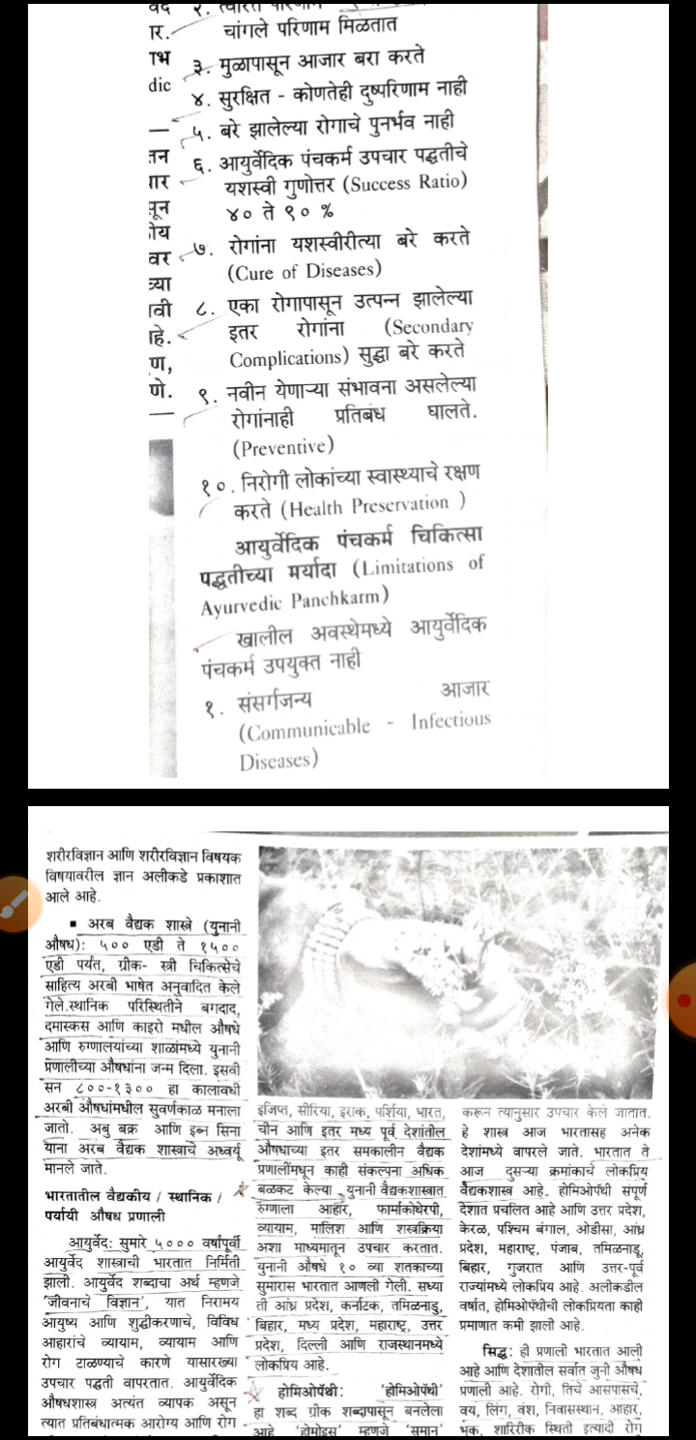 वद
ार.
ाभ
dic
तन
ार
मून
ोय
वर
च्या
ावी
ाहे.
ण,
णे.
२. त्वरित परिणाम
चांगले परिणाम मिळतात
३. मुळापासून आजार बरा करते
४. सुरक्षित - कोणतेही दुष्परिणाम नाही
५. बरे झालेल्या रोगाचे पुनर्भव नाही
६. आयुर्वेदिक पंचकर्म उपचार पद्धतीचे
यशस्वी गुणोत्तर (Success Ratio)
४० ते ९० %
७. रोगांना यशस्वीरीत्या बरे करते
(Cure of Diseases)
८. एका रोगापासून उत्पन्न झालेल्या
इतर रोगांना (Secondary
Complications) सुद्धा बरे करते
९. नवीन येणाऱ्या संभावना असलेल्या
रोगांनाही प्रतिबंध घालते.
(Preventive)
१०. निरोगी लोकांच्या स्वास्थ्याचे रक्षण
करते (Health Preservation )
आयुर्वेदिक पंचकर्म चिकित्सा
पद्धतीच्या मर्यादा (Limitations of
Ayurvedic Panchkarm)
खालील अवस्थेमध्ये आयुर्वेदिक
पंचकर्म उपयुक्त नाही
१. संसर्गजन्य आजार
(Communicable - Infectious
Diseases)
शरीरविज्ञान आणि शरीरविज्ञान विषयक
विषयावरील ज्ञान अलीकडे प्रकाशात
आले आहे.
▪ अरब वैद्यक शास्त्रे (युनानी
औषध): ५०० एडी ते १५००
एडी पर्यंत, ग्रीक- स्त्री चिकित्सेचे
साहित्य अरबी भाषेत अनुवादित केले
गेले.स्थानिक परिस्थितीने बगदाद,
दमास्कस आणि काइरो मधील औषधे
आणि रुग्णालयांच्या शाळांमध्ये युनानी
प्रणालीच्या औषधांना जन्म दिला. इसवी
सन ८००-१३०० हा कालावधी
अरबी औषधांमधील सुवर्णकाळ मनाला
जातो. अबु बक्र आणि इब्न सिना
याना अरब वैद्यक शास्त्राचे अध्वर्यू
मानले जाते.
भारतातील वैद्यकीय / स्थानिक /
पर्यायी औषध प्रणाली
आयुर्वेद: सुमारे ५००० वर्षांपूर्वी
आयुर्वेद शास्त्राची भारतात निर्मिती
झाली. आयुर्वेद शब्दाचा अर्थ म्हणजे
'जीवनाचे विज्ञान', यात निरामय
आयुष्य आणि शुद्धीकरणाचे, विविध
आहारांचे व्यायाम, व्यायाम आणि
रोग टाळण्याचे कारणे यासारख्या
उपचार पद्धती वापरतात. आयुर्वेदिक
औषधशास्त्र अत्यंत व्यापक असून
त्यात प्रतिबंधात्मक आरोग्य आणि रोग
इजिप्त, सीरिया, इराक, पर्शिया, भारत,
चीन आणि इतर मध्य पूर्व देशांतील
औषधाच्या इतर समकालीन वैद्यक
प्रणालींमधून काही संकल्पना अधिक
बळकट केल्या. युनानी वैद्यकशास्त्रात
रुग्णाला आहार, फार्माकोथेरपी,
व्यायाम, मालिश आणि शस्त्रक्रिया
अशा माध्यमातून उपचार करतात.
युनानी औषधे १० व्या शतकाच्या
सुमारास भारतात आणली गेली. सध्या
ती आंध्र प्रदेश, कर्नाटक, तमिळनाडु,
बिहार, मध्य प्रदेश, महाराष्ट्र, उत्तर
प्रदेश, दिल्ली आणि राजस्थानमध्ये
लोकप्रिय आहे.
होमिओपॅथी: 'होमिओपॅथी'
हा शब्द ग्रीक शब्दापासून बनलेला
आहे 'होमोइस' म्हणजे 'समान'
करून त्यानुसार उपचार केले जातात.
हे शास्त्र आज भारतासह अनेक
देशांमध्ये वापरले जाते. भारतात ते
आज दुसऱ्या क्रमांकाचे लोकप्रिय
वैद्यकशास्त्र आहे. होमिओपॅथी संपूर्ण
देशात प्रचलित आहे आणि उत्तर प्रदेश,
केरळ, पश्चिम बंगाल, ओडीसा, आंध्र
प्रदेश, महाराष्ट्र, पंजाब, तमिळनाडू,
बिहार, गुजरात आणि उत्तर-पूर्व
राज्यांमध्ये लोकप्रिय आहे. अलीकडील
वर्षात, होमिओपॅथीची लोकप्रियता काही
प्रमाणात कमी झाली आहे.
सिद्ध: ही प्रणाली भारतात आली
आहे आणि देशातील सर्वात जुनी औषध
प्रणाली आहे. रोगी, तिचे आसपासचे,
वय, लिंग, वंश, निवासस्थान, आहार,
भूक, शारिरीक स्थिती इत्यादी रोग